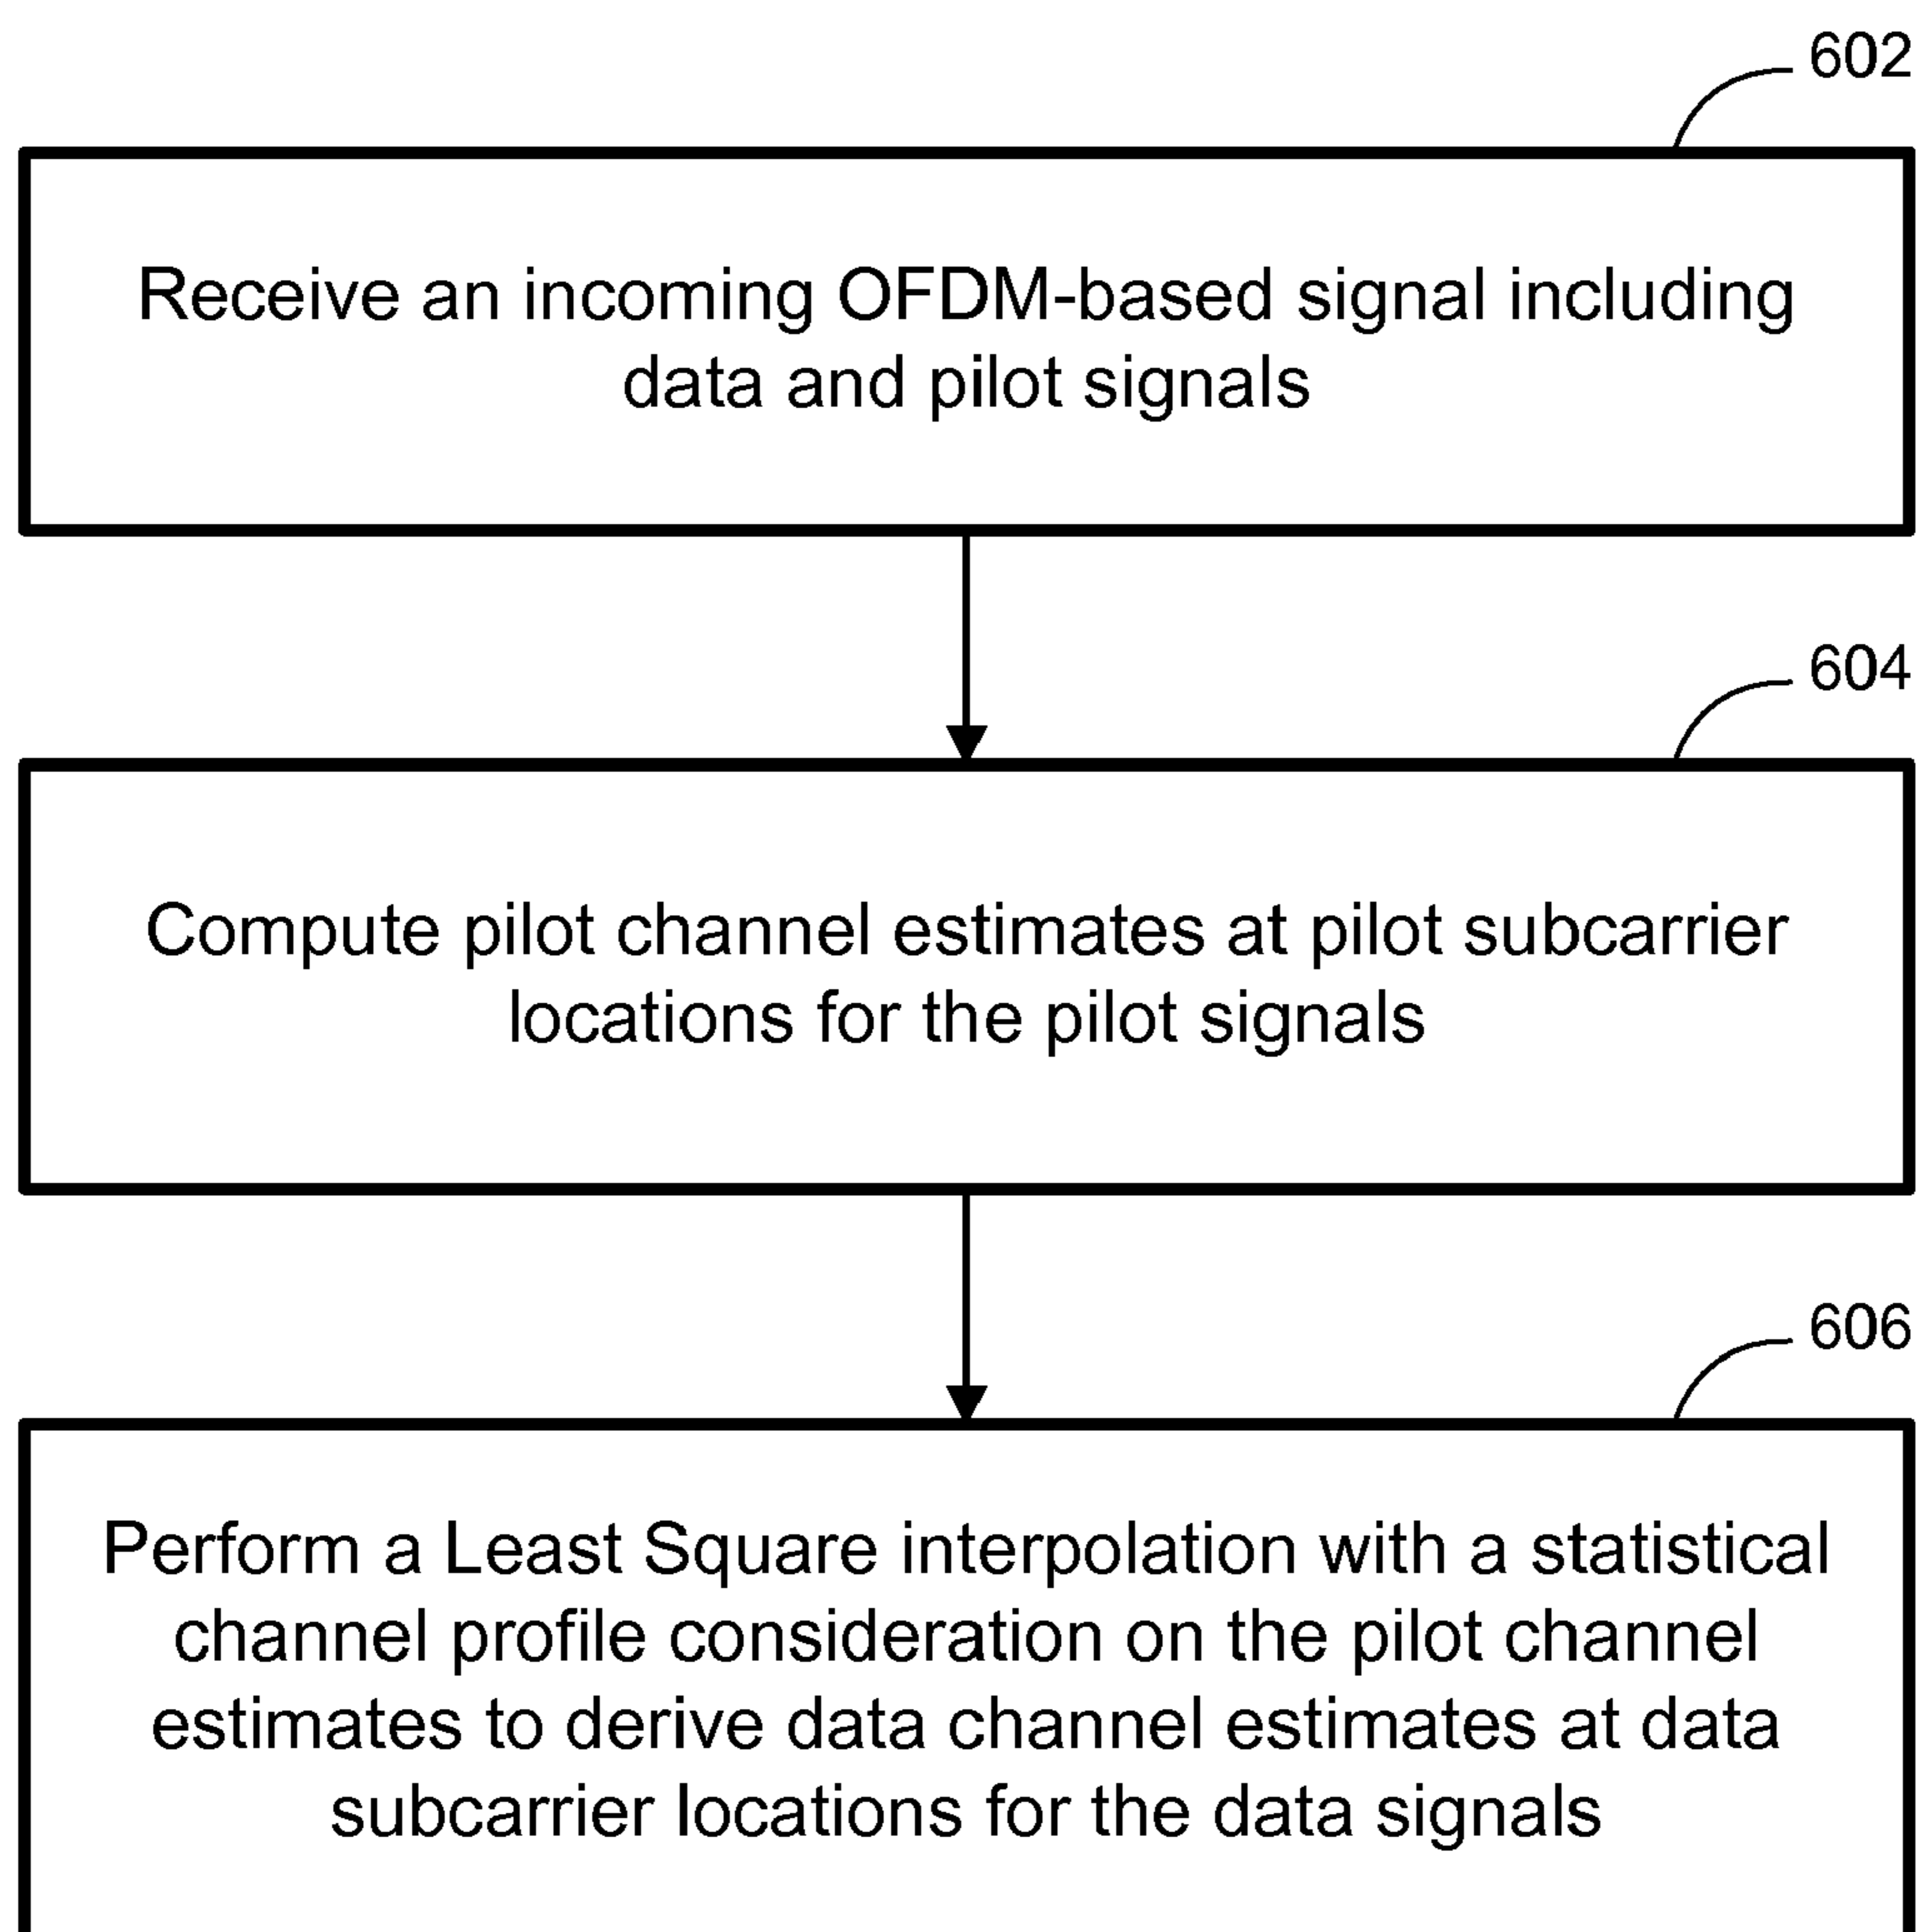 602
Receive an incoming OFDM-based signal including
data and pilot signals
604
Compute pilot channel estimates at pilot subcarrier
locations for the pilot signals
606
Perform a Least Square interpolation with a statistical
channel profile consideration on the pilot channel
estimates to derive data channel estimates at data
subcarrier locations for the data signals